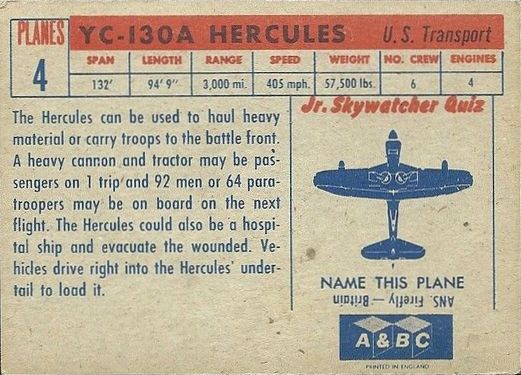 PLANES
4
YC-130A HERCULES U.S. Transport
SPAN LENGTH RANGE SPEED WEIGHT NO. CREW ENGINES
132' 94' 9" 3,000 mi. 405 mph. 57,500 lbs. 6 4
The Hercules can be used to haul heavy
material or carry troops to the battle front.
A heavy cannon and tractor may be pas-
sengers on 1 trip and 92 men or 64 para-
troopers may be on board on the next
flight. The Hercules could also be a hospi-
tal ship and evacuate the wounded. Ve-
hicles drive right into the Hercules' under-
tail to load it.
Jr. Skywatcher Quiz
NAME THIS PLANE
ANS. Firefly — Britain
A & BC
PRINTED IN ENGLAND